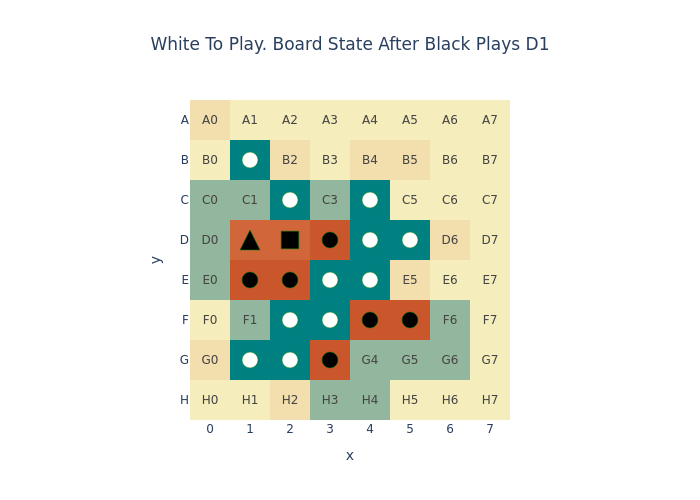 White To Play. Board State After Black Plays D1
A A0 A1 A2 A3 A4 A5 A6 A7
B B0 B2 B3 B4 B5 B6 B7
C C0 C1 C3 C5 C6 C7
D D0 D6 D7
y
E E0 E5 E6 E7
F F0 F1 F6 F7
G G0 G4 G5 G6 G7
H H0 H1 H2 H3 H4 H5 H6 H7
0 1 2 3 4 5 6 7
x